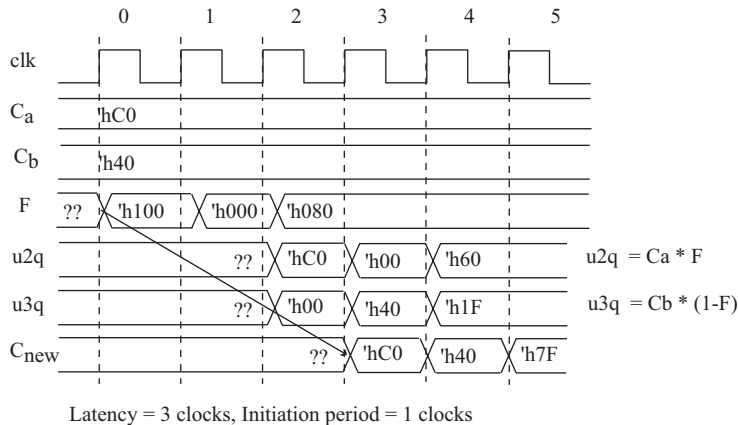 0 1 2 3 4 5
clk
Ca 'hC0
Cb 'h40
F ?? 'h100 'h000 'h080
u2q ?? 'hC0 'h00 'h60 u2q = Ca * F
u3q ?? 'h00 'h40 'h1F u3q = Cb * (1-F)
Cnew ?? 'hC0 'h40 'h7F
Latency = 3 clocks, Initiation period = 1 clocks